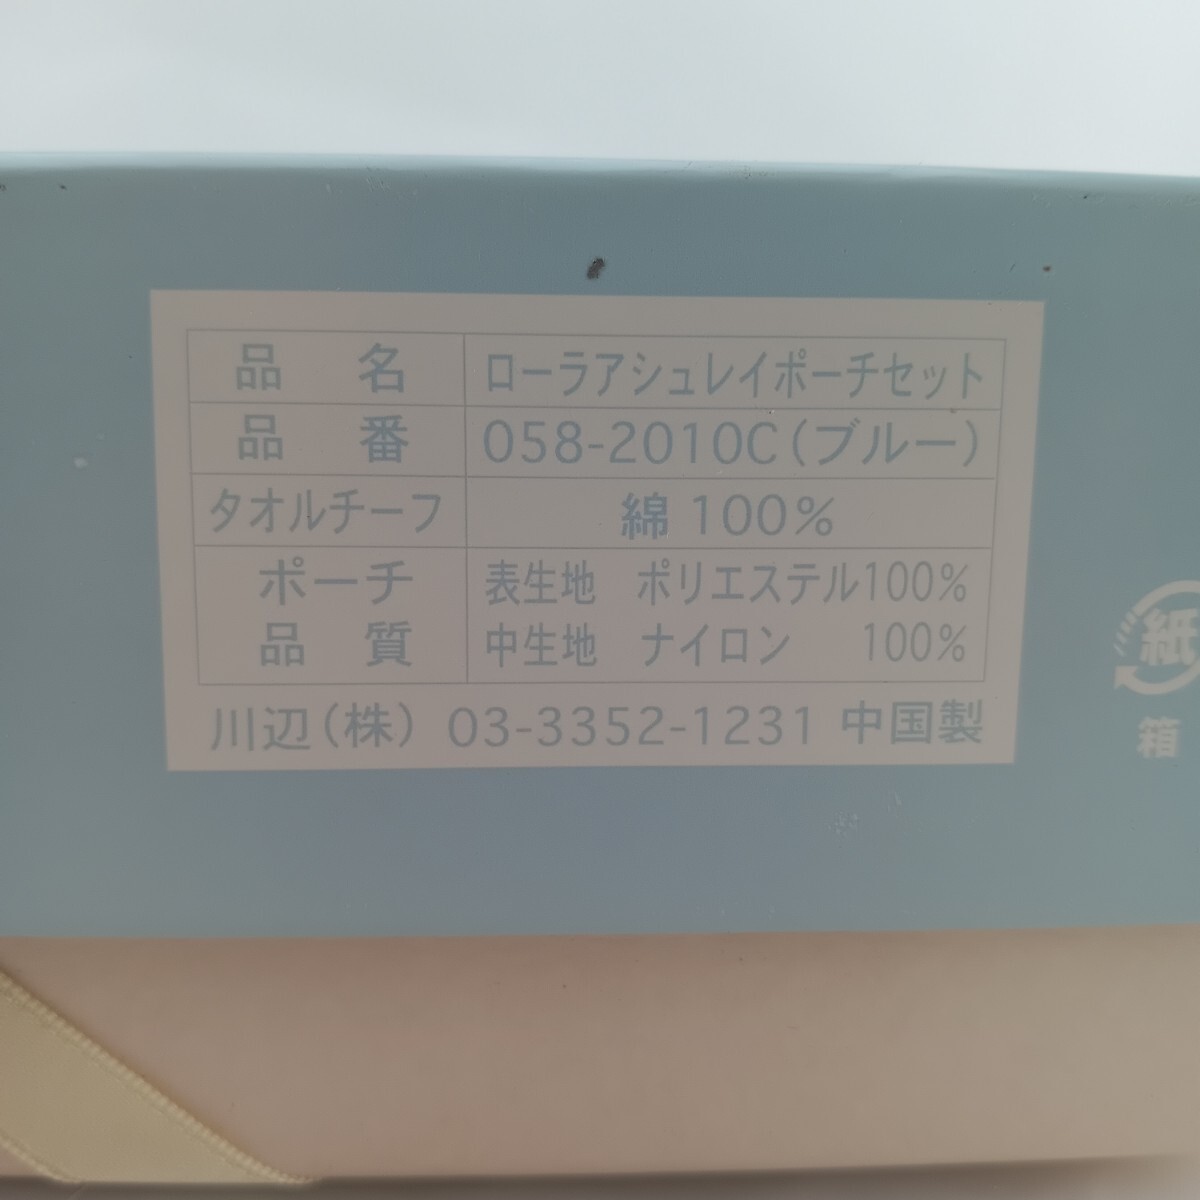 品 名 ローラアシュレイポーチセット
品 番 058-2010C(ブルー)
タオルチーフ 綿 100%
ポーチ 表生地 ポリエステル100%
品 質 中生地 ナイロン 100%
川辺(株) 03-3352-1231 中国製
紙
箱